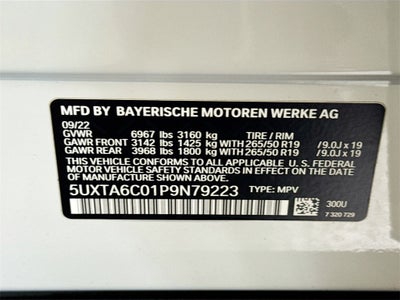 MFD BY BAYERISCHE MOTOREN WERKE AG
09/22
GVWR 6967 lbs 3160 kg TIRE / RIM
GAWR FRONT 3142 lbs 1425 kg WITH 265/50 R19 /9.0J x 19
GAWR REAR 3968 lbs 1800 kg WITH 265/50 R19 /9.0J x 19
THIS VEHICLE CONFORMS TO ALL APPLICABLE U.S. FEDERAL
MOTOR VEHICLE SAFETY STANDARDS IN EFFECT ON THE
DATE OF MANUFACTURE SHOWN ABOVE.
5UXTA6C01P9N79223 TYPE: MPV
300U
7 320 729